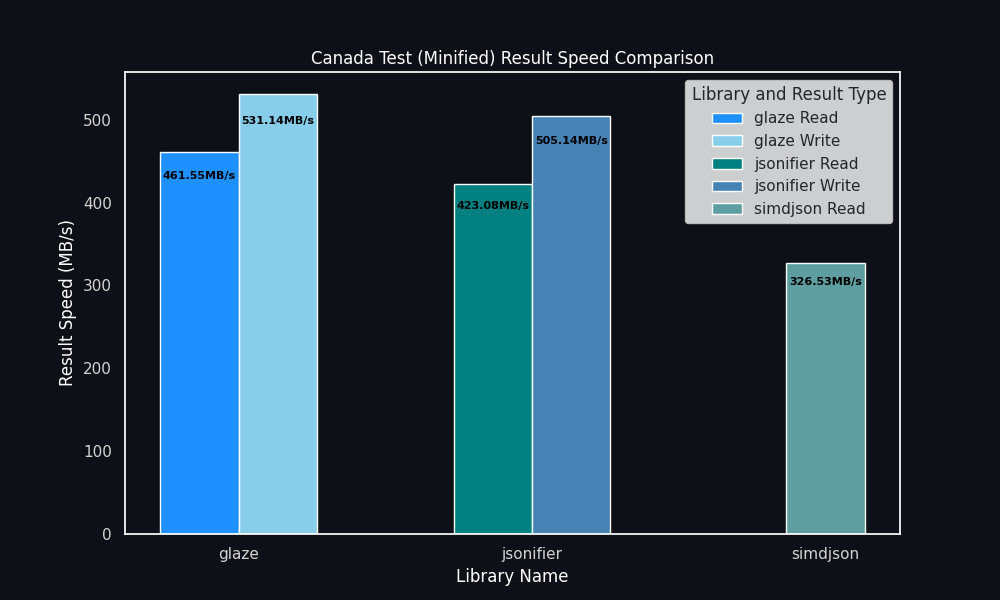 Canada Test (Minified) Result Speed Comparison
Library and Result Type
glaze Read
glaze Write
jsonifier Read
jsonifier Write
simdjson Read
Result Speed (MB/s)
500
400
300
200
100
0
461.55MB/s
531.14MB/s
423.08MB/s
505.14MB/s
326.53MB/s
glaze
jsonifier
simdjson
Library Name